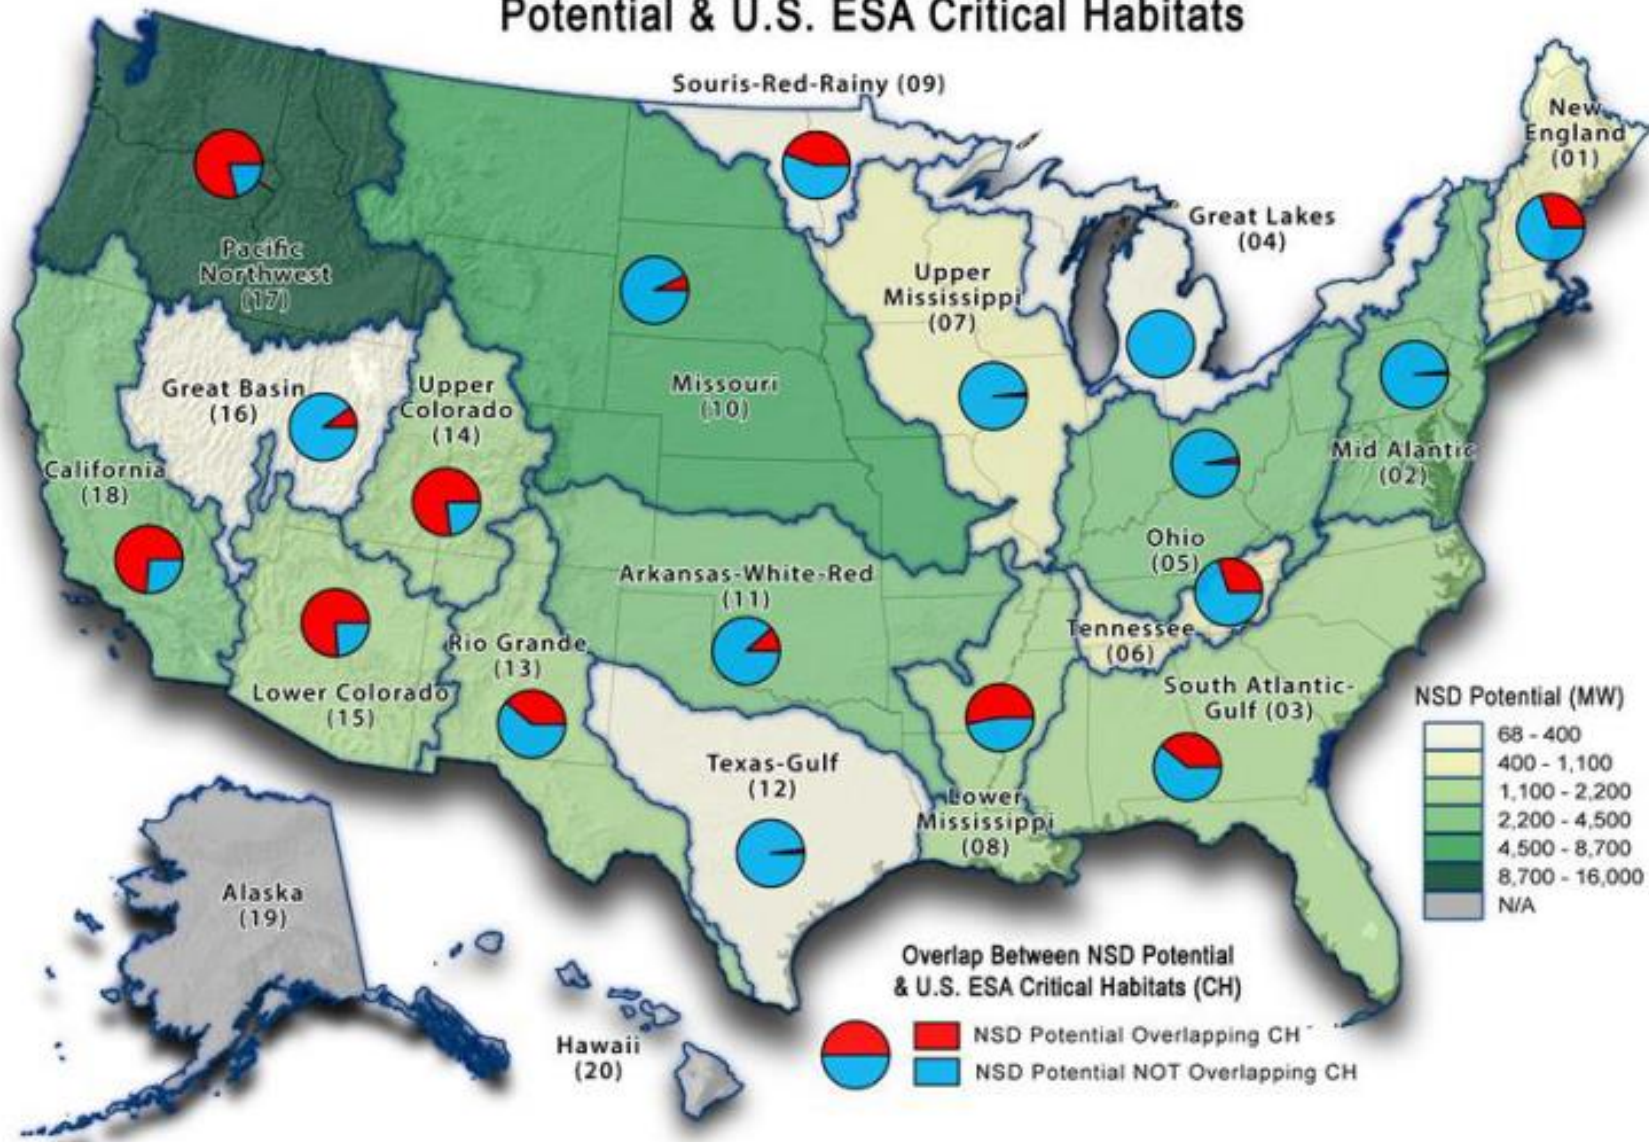 Potential & U.S. ESA Critical Habitats
Souris-Red-Rainy (09)
New
England
(01)
Great Lakes
(04)
Pacific
Northwest
(17)
Upper
Mississippi
(07)
Great Basin
(16)
Upper
Colorado
(14)
Missouri
(10)
California
(18)
Mid Alantic
(02)
Ohio
(05)
Arkansas-White-Red
(11)
Tennessee
(06)
Rio Grande
(13)
Lower Colorado
(15)
South Atlantic-
Gulf (03)
Texas-Gulf
(12)
Lower
Mississippi
(08)
NSD Potential (MW)
68 - 400
400 - 1,100
1,100 - 2,200
2,200 - 4,500
4,500 - 8,700
8,700 - 16,000
N/A
Alaska
(19)
Hawaii
(20)
Overlap Between NSD Potential
& U.S. ESA Critical Habitats (CH)
NSD Potential Overlapping CH
NSD Potential NOT Overlapping CH